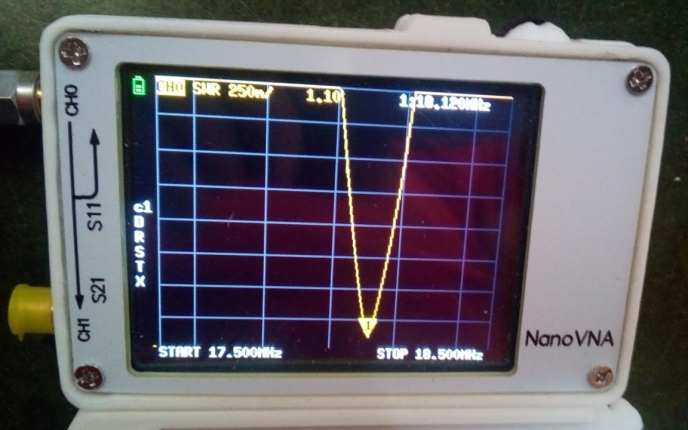 CH0 SWR 250m/ 1.10 1:18.120MHz
CH0
S11
S21
CH1
c1
D
R
S
T
X
1
START 17.500MHz STOP 18.500MHz
NanoVNA